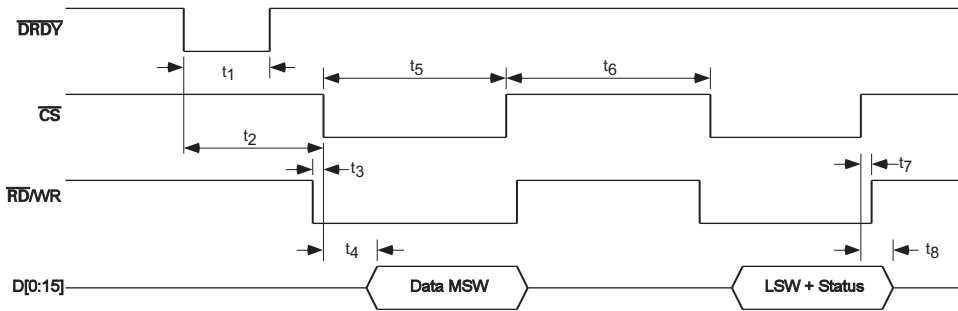 DRDY
t1
t5
t6
CS
t2
t3
t7
RD/WR
t4
t8
D[0:15]
Data MSW
LSW + Status